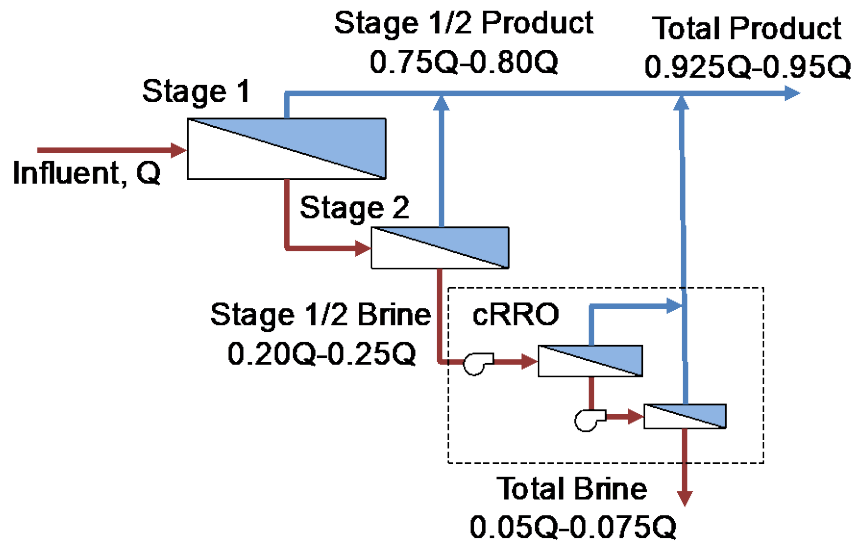 Stage 1/2 Product
0.75Q-0.80Q
Total Product
0.925Q-0.95Q
Stage 1
Influent, Q
Stage 2
Stage 1/2 Brine
0.20Q-0.25Q
cRRO
Total Brine
0.05Q-0.075Q